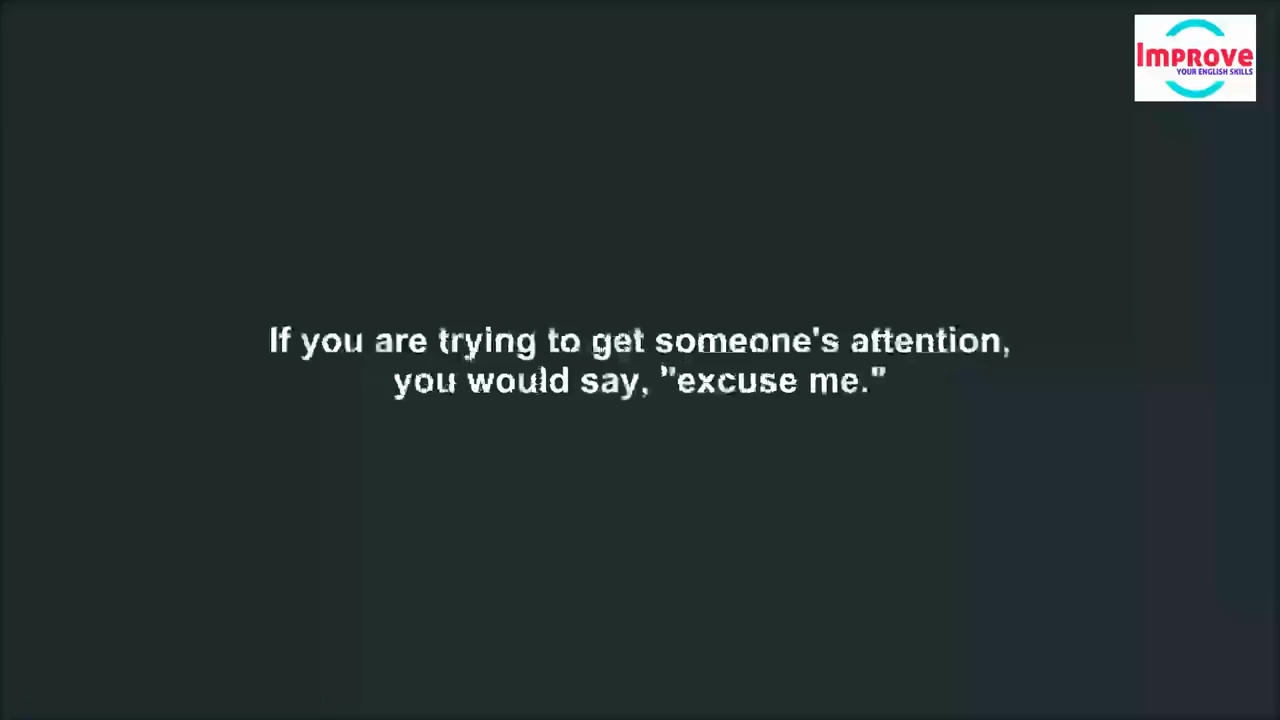 Improve
YOUR ENGLISH SKILLS
If you are trying to get someone's attention,
you would say, "excuse me."